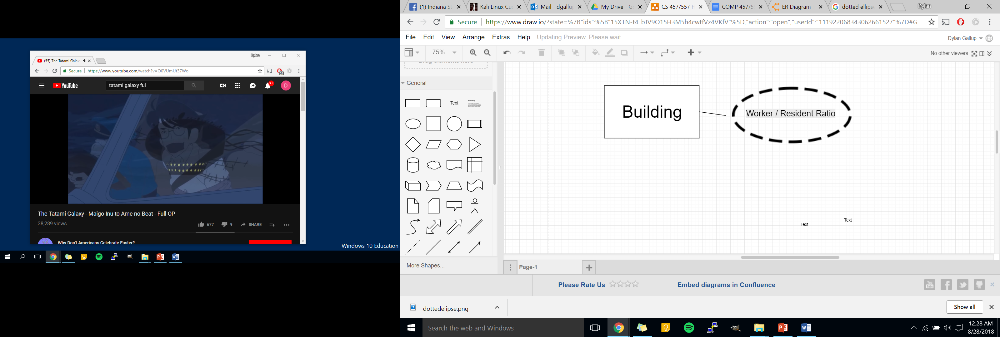 Dylan
(55) The Tatami Galax
Secure
https://www.youtube.com/watch?v=O0VUmUt37Wo
29
YouTube
tatami galaxy ful
9+
D
The Tatami Galaxy - Maigo Inu to Ame no Beat - Full OP
38,289 views
677
9
SHARE
Why Don't Americans Celebrate Easter?
Windows 10 Education
(1) Indiana St
Kali Linux Cu
Mail - dgallu
My Drive - G
CS 457/557 H
COMP 457/5
ER Diagram T
dotted ellips
Dylan
Secure
https://www.draw.io/?state=%7B"ids":%5B"15XTN-t4_bJV9O15H3M5h4cwtfVz4VKfV"%5D,"action":"open","userId":"111922068343062661527"%7D#G...
File Edit View Arrange Extras Help Updating Preview. Please wait...
Dylan Gallup
75%
No other viewers
Drag elements here
General
Text
Heading
More Shapes...
Building
Worker / Resident Ratio
Text
Text
Page-1
Please Rate Us
Embed diagrams in Confluence
You Tube
dottedelipse.png
Show all
Search the web and Windows
12:28 AM
8/28/2018